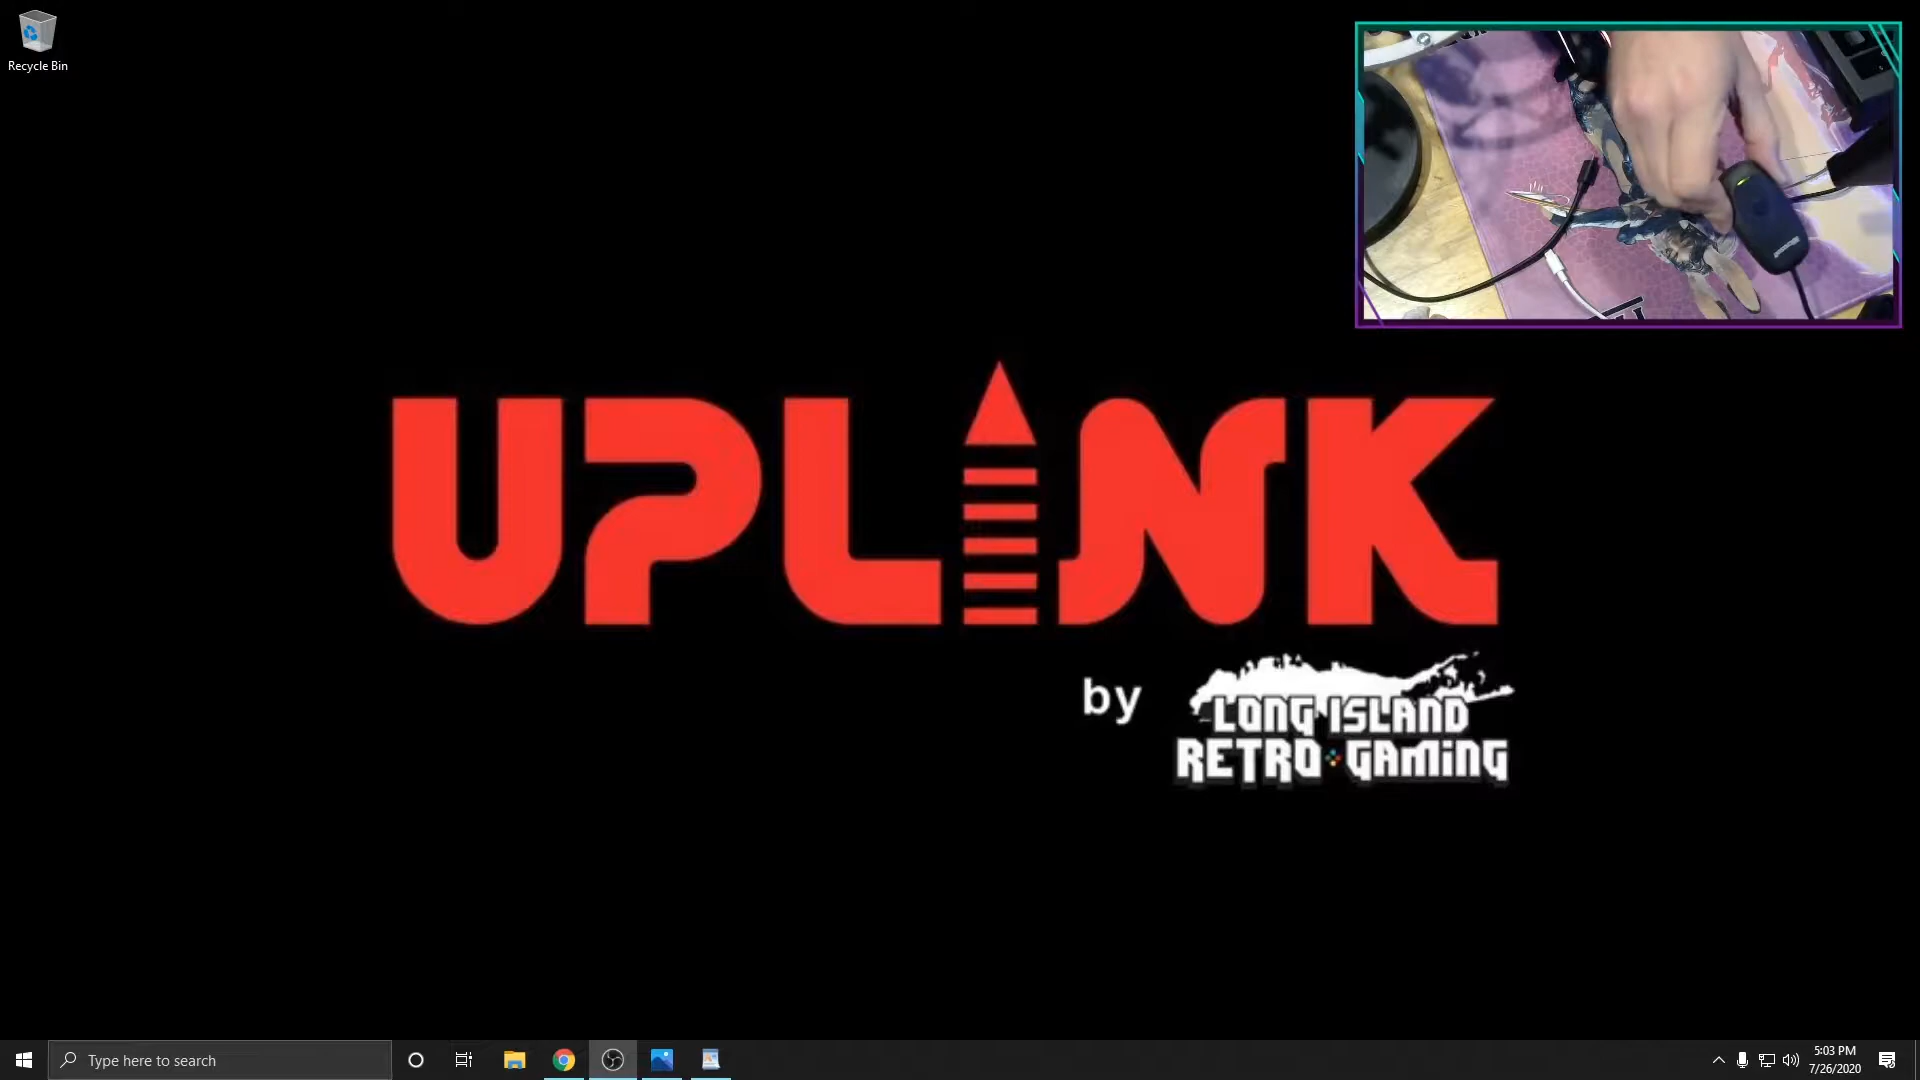 Recycle Bin
UPLINK
by
LONG ISLAND
RETRO GAMING
Type here to search
5:03 PM
7/26/2020